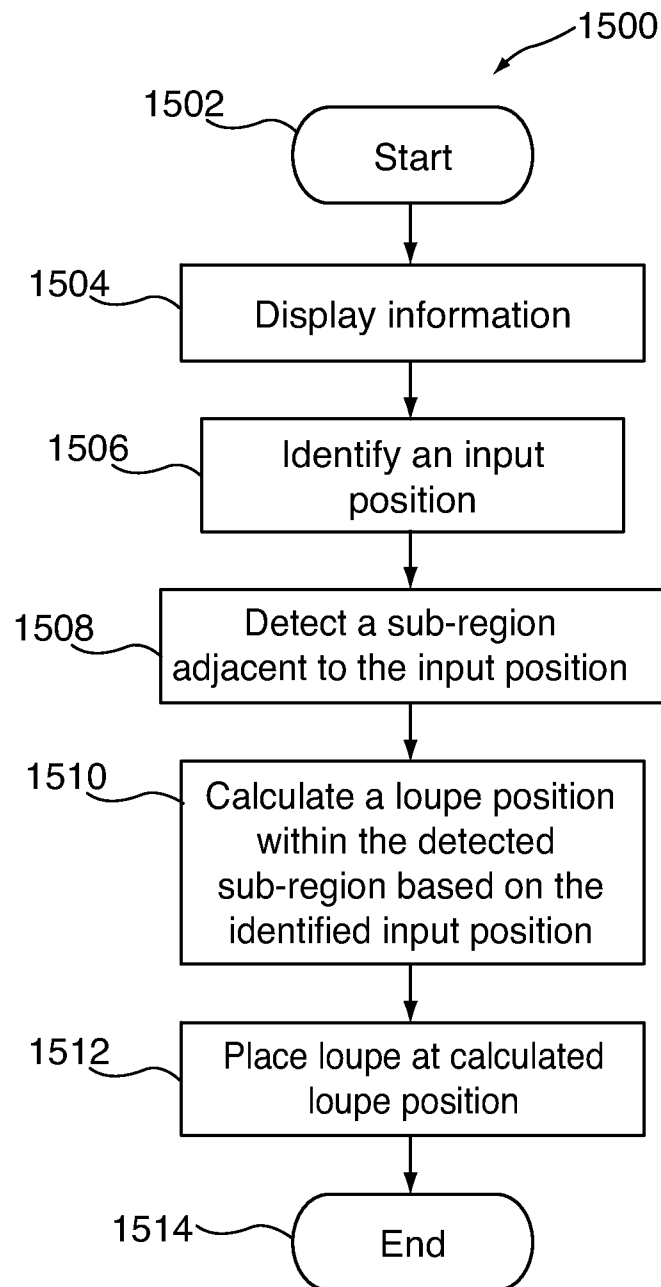 1500
1502
Start
1504
Display information
1506
Identify an input
position
1508
Detect a sub-region
adjacent to the input position
1510
Calculate a loupe position
within the detected
sub-region based on the
identified input position
1512
Place loupe at calculated
loupe position
1514
End